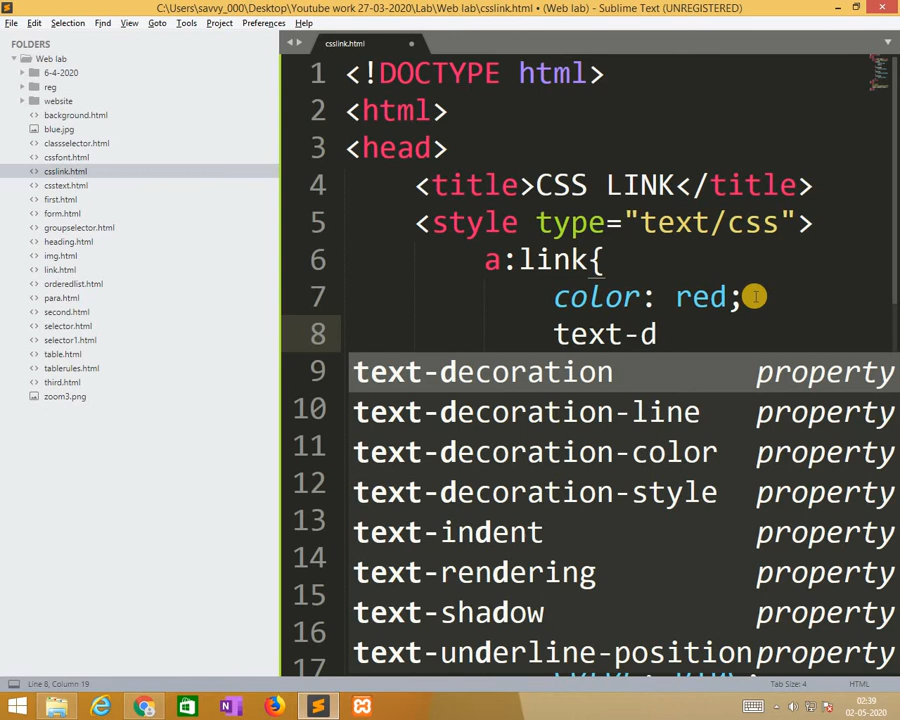 C:\Users\savvy_000\Desktop\Youtube work 27-03-2020\Lab\Web lab\csslink.html • (Web lab) - Sublime Text (UNREGISTERED)
File Edit Selection Find View Goto Tools Project Preferences Help
FOLDERS
Web lab
6-4-2020
reg
website
background.html
blue.jpg
classselector.html
cssfont.html
csslink.html
csstext.html
first.html
form.html
groupselector.html
heading.html
img.html
link.html
orderedlist.html
para.html
second.html
selector.html
selector1.html
table.html
tablerules.html
third.html
zoom3.png
csslink.html
1 <!DOCTYPE html>
2 <html>
3 <head>
4 <title>CSS LINK</title>
5 <style type="text/css">
6 a:link{
7 color: red;
8 text-d
9 text-decoration property
10 text-decoration-line property
11 text-decoration-color property
12 text-decoration-style property
13 text-indent property
14 text-rendering property
15 text-shadow property
16 text-underline-position property
17
Line 8, Column 19
Tab Size: 4 HTML
02:39
02-05-2020